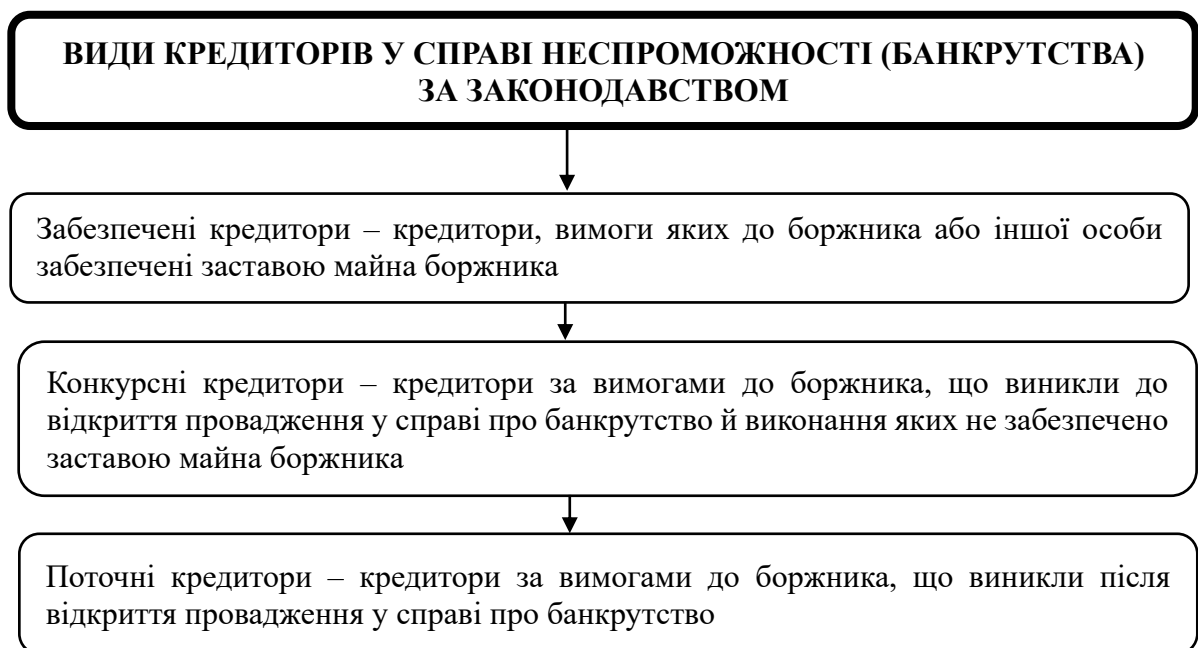 ВИДИ КРЕДИТОРІВ У СПРАВІ НЕСПРОМОЖНОСТІ (БАНКРУТСТВА)
ЗА ЗАКОНОДАВСТВОМ
Забезпечені кредитори – кредитори, вимоги яких до боржника або іншої особи
забезпечені заставою майна боржника
Конкурсні кредитори – кредитори за вимогами до боржника, що виникли до
відкриття провадження у справі про банкрутство й виконання яких не забезпечено
заставою майна боржника
Поточні кредитори – кредитори за вимогами до боржника, що виникли після
відкриття провадження у справі про банкрутство